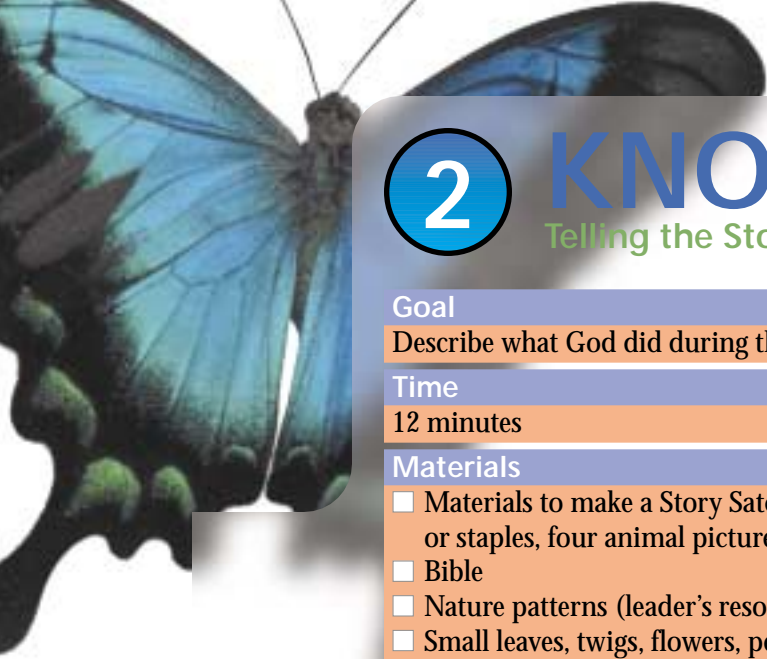 2
KNO
Telling the Sto
Goal
Describe what God did during th
Time
12 minutes
Materials
Materials to make a Story Sat
or staples, four animal picture
Bible
Nature patterns (leader's reso
Small leaves, twigs, flowers, p